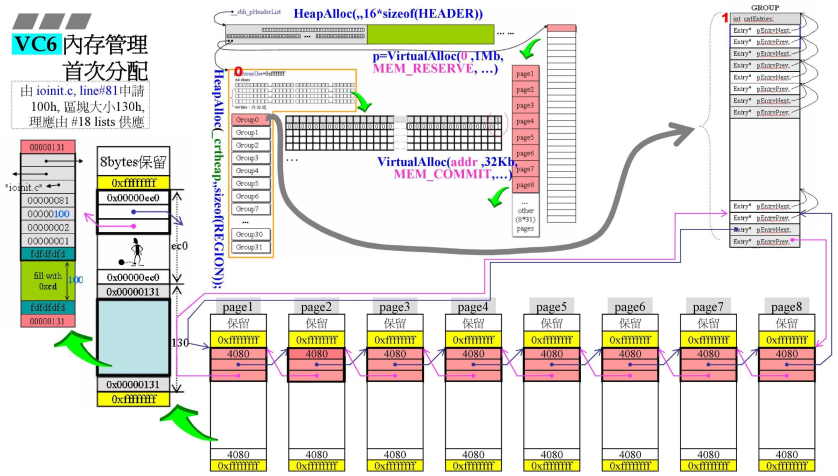 VC6 內存管理
首次分配
由 ioinit.c, line#81申請
100h, 區塊大小130h,
理應由 #18 lists 供應
00000131
"ioinit.c"
00000081
00000100
00000002
00000001
fdfdfdfd
fill with
0xcd
100
fdfdfdfd
00000131
8bytes保留
0xffffffff
0x00000ec0
ec0
0x00000ec0
0x00000131
130
0x00000131
0xffffffff
__sbh_pHeaderList
HeapAlloc(,,16*sizeof(HEADER))
... ...
p=VirtualAlloc(0 ,1Mb,
MEM_RESERVE, …)
0
HeapAlloc(_crtheap,,sizeof(REGION));
Group0
Group1
Group2
Group3
Group4
Group5
Group6
Group7
...
Group30
Group31
...
VirtualAlloc(addr ,32Kb,
MEM_COMMIT,…)
page1
page2
page3
page4
page5
page6
page7
page8
...
other
(8*31)
pages
GROUP
1
int cntEntries;
Entry* pEntryNext;
Entry* pEntryPrev;
Entry* pEntryNext;
Entry* pEntryPrev;
Entry* pEntryNext;
Entry* pEntryPrev;
Entry* pEntryNext;
Entry* pEntryPrev;
Entry* pEntryNext;
Entry* pEntryPrev;
Entry* pEntryNext;
Entry* pEntryPrev;
page1 page2 page3 page4 page5 page6 page7 page8
保留 保留 保留 保留 保留 保留 保留 保留
0xffffffff 0xffffffff 0xffffffff 0xffffffff 0xffffffff 0xffffffff 0xffffffff 0xffffffff
4080 4080 4080 4080 4080 4080 4080 4080
4080 4080 4080 4080 4080 4080 4080 4080
0xffffffff 0xffffffff 0xffffffff 0xffffffff 0xffffffff 0xffffffff 0xffffffff 0xffffffff